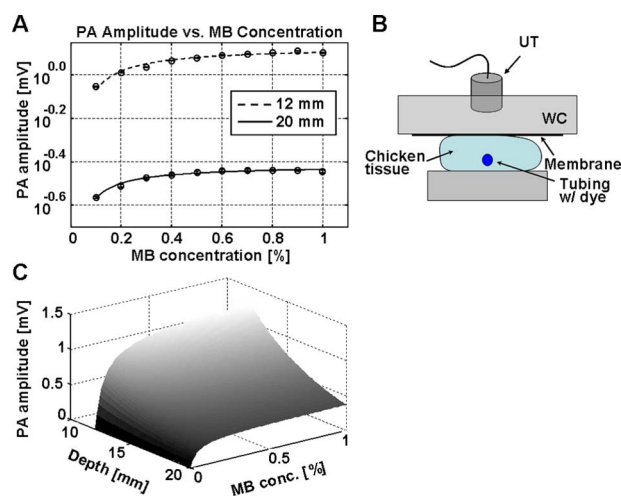 A
PA Amplitude vs. MB Concentration
PA amplitude [mV]
10^0.0
10^-0.2
10^-0.4
10^-0.6
12 mm
20 mm
0 0.2 0.4 0.6 0.8 1
MB concentration [%]
B
UT
WC
Chicken
tissue
Membrane
Tubing
w/ dye
C
PA amplitude [mV]
1.5
1
0.5
0
10
15
20
Depth [mm]
0
0.5
1
MB conc. [%]